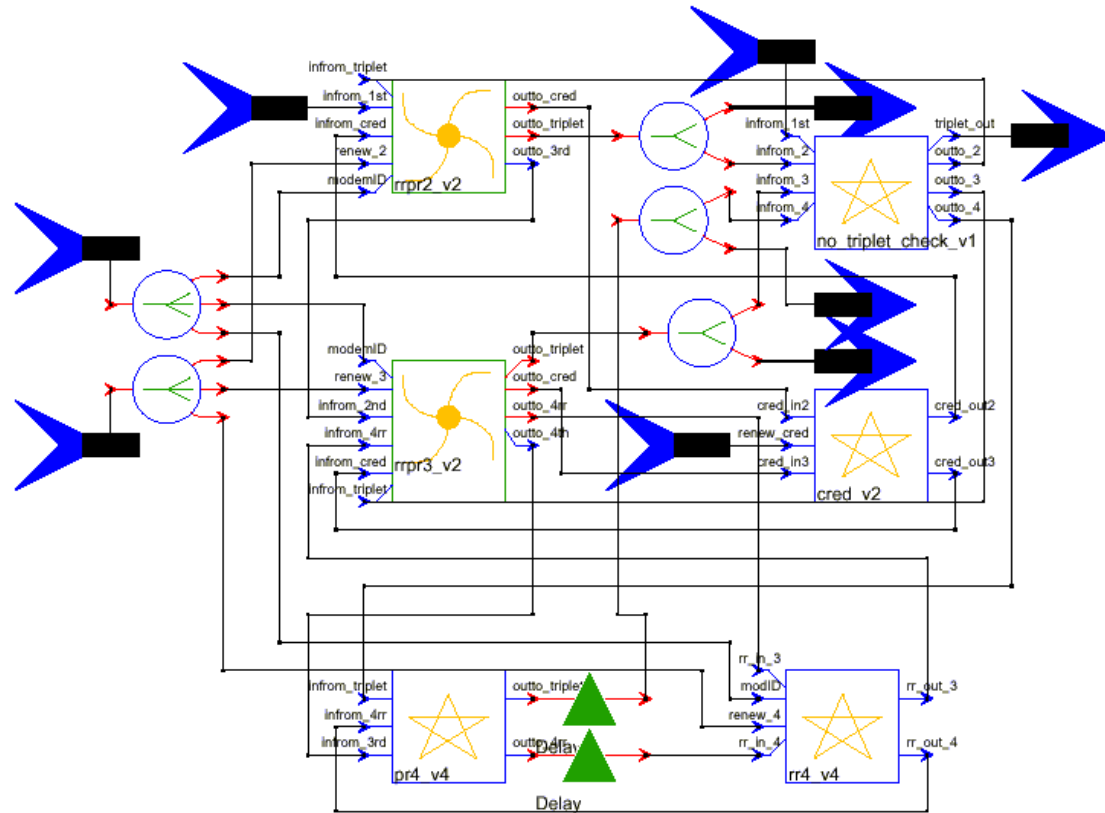 infrom_triplet
infrom_1st
infrom_cred
renew_2
modemID
outto_cred
outto_triplet
outto_3rd
rrpr2_v2
infrom_1st
infrom_2
infrom_3
infrom_4
triplet_out
outto_2
outto_3
outto_4
no_triplet_check_v1
modemID
renew_3
infrom_2nd
infrom_4rr
infrom_cred
infrom_triplet
outto_triplet
outto_cred
outto_4rr
outto_4th
rrpr3_v2
cred_in2
renew_cred
cred_in3
cred_out2
cred_out3
cred_v2
infrom_triplet
infrom_4rr
infrom_3rd
outto_triplet
outto_4rr
pr4_v4
Delay
Delay
rr_in_3
modID
renew_4
rr_in_4
rr_out_3
rr_out_4
rr4_v4